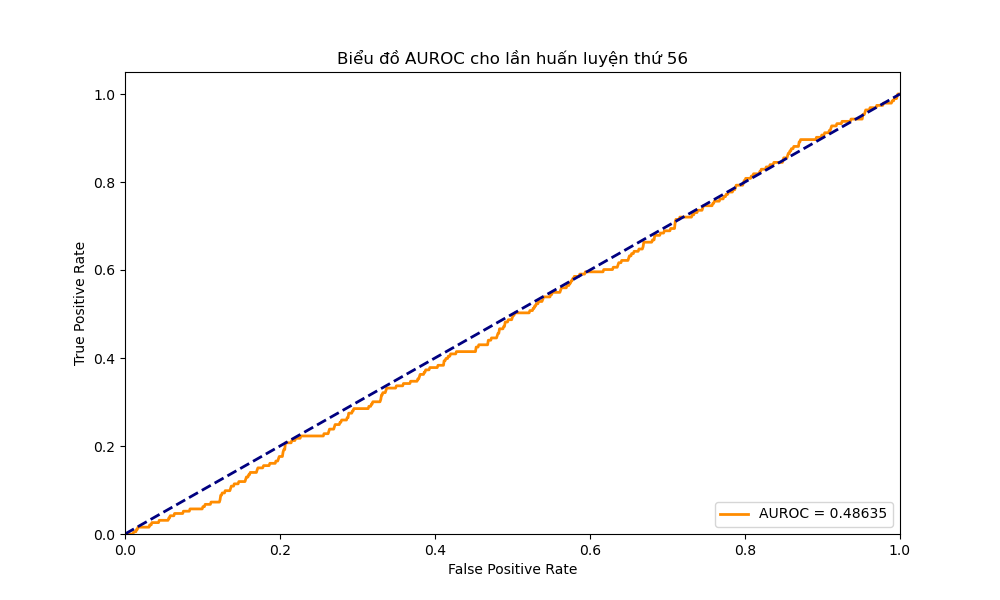 Biểu đồ AUROC cho lần huấn luyện thứ 56
True Positive Rate
1.0
0.8
0.6
0.4
0.2
0.0
0.0 0.2 0.4 0.6 0.8 1.0
False Positive Rate
AUROC = 0.48635